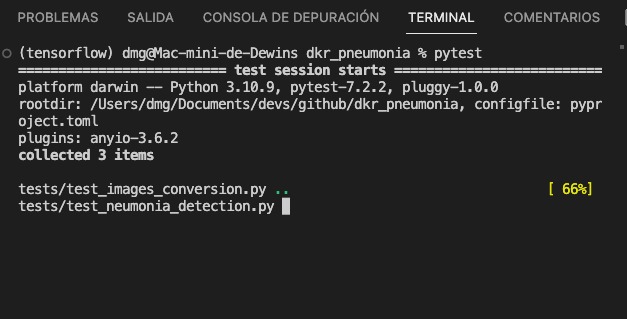 PROBLEMAS SALIDA CONSOLA DE DEPURACIÓN TERMINAL COMENTARIOS
(tensorflow) dmg@Mac-mini-de-Dewins dkr_pneumonia % pytest
========================== test session starts ==========================
platform darwin -- Python 3.10.9, pytest-7.2.2, pluggy-1.0.0
rootdir: /Users/dmg/Documents/devs/github/dkr_pneumonia, configfile: pypr
oject.toml
plugins: anyio-3.6.2
collected 3 items
tests/test_images_conversion.py .. [ 66%]
tests/test_neumonia_detection.py